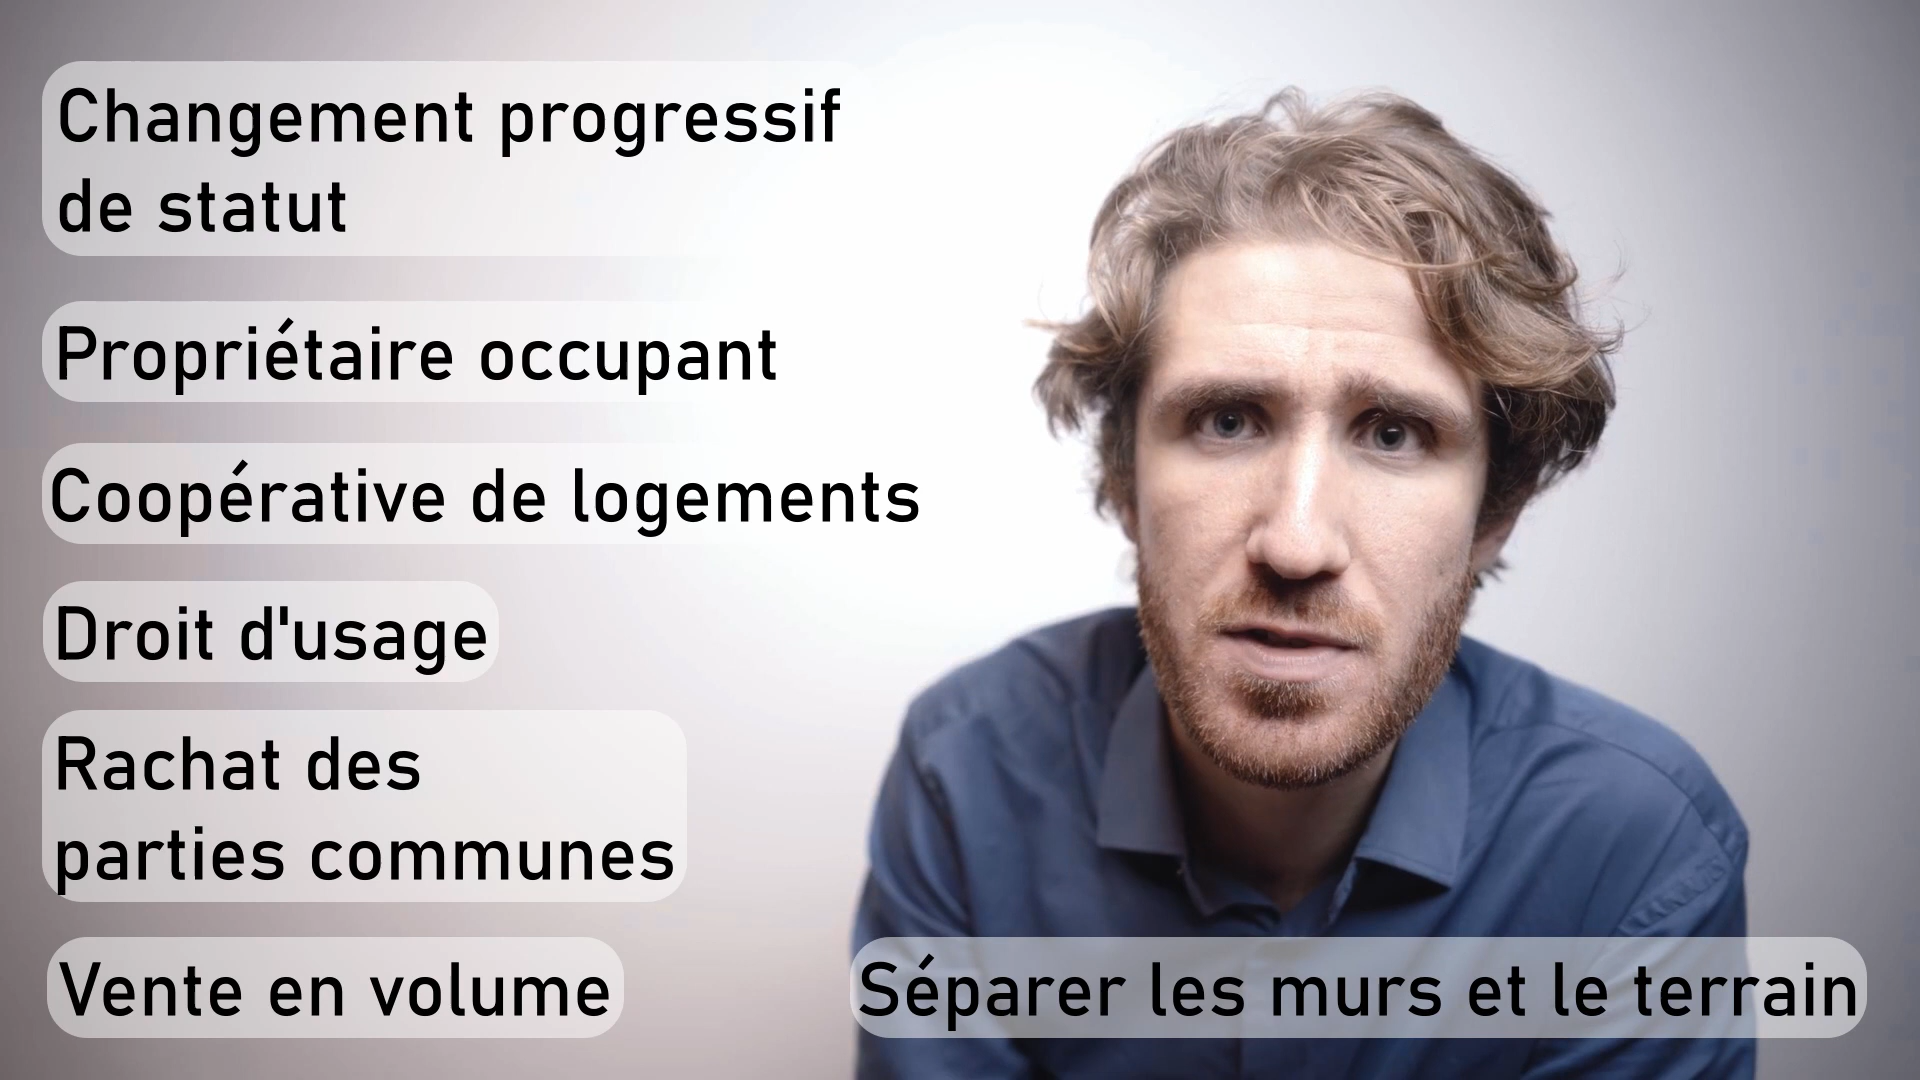 Changement progressif
de statut
Propriétaire occupant
Coopérative de logements
Droit d'usage
Rachat des
parties communes
Vente en volume
Séparer les murs et le terrain